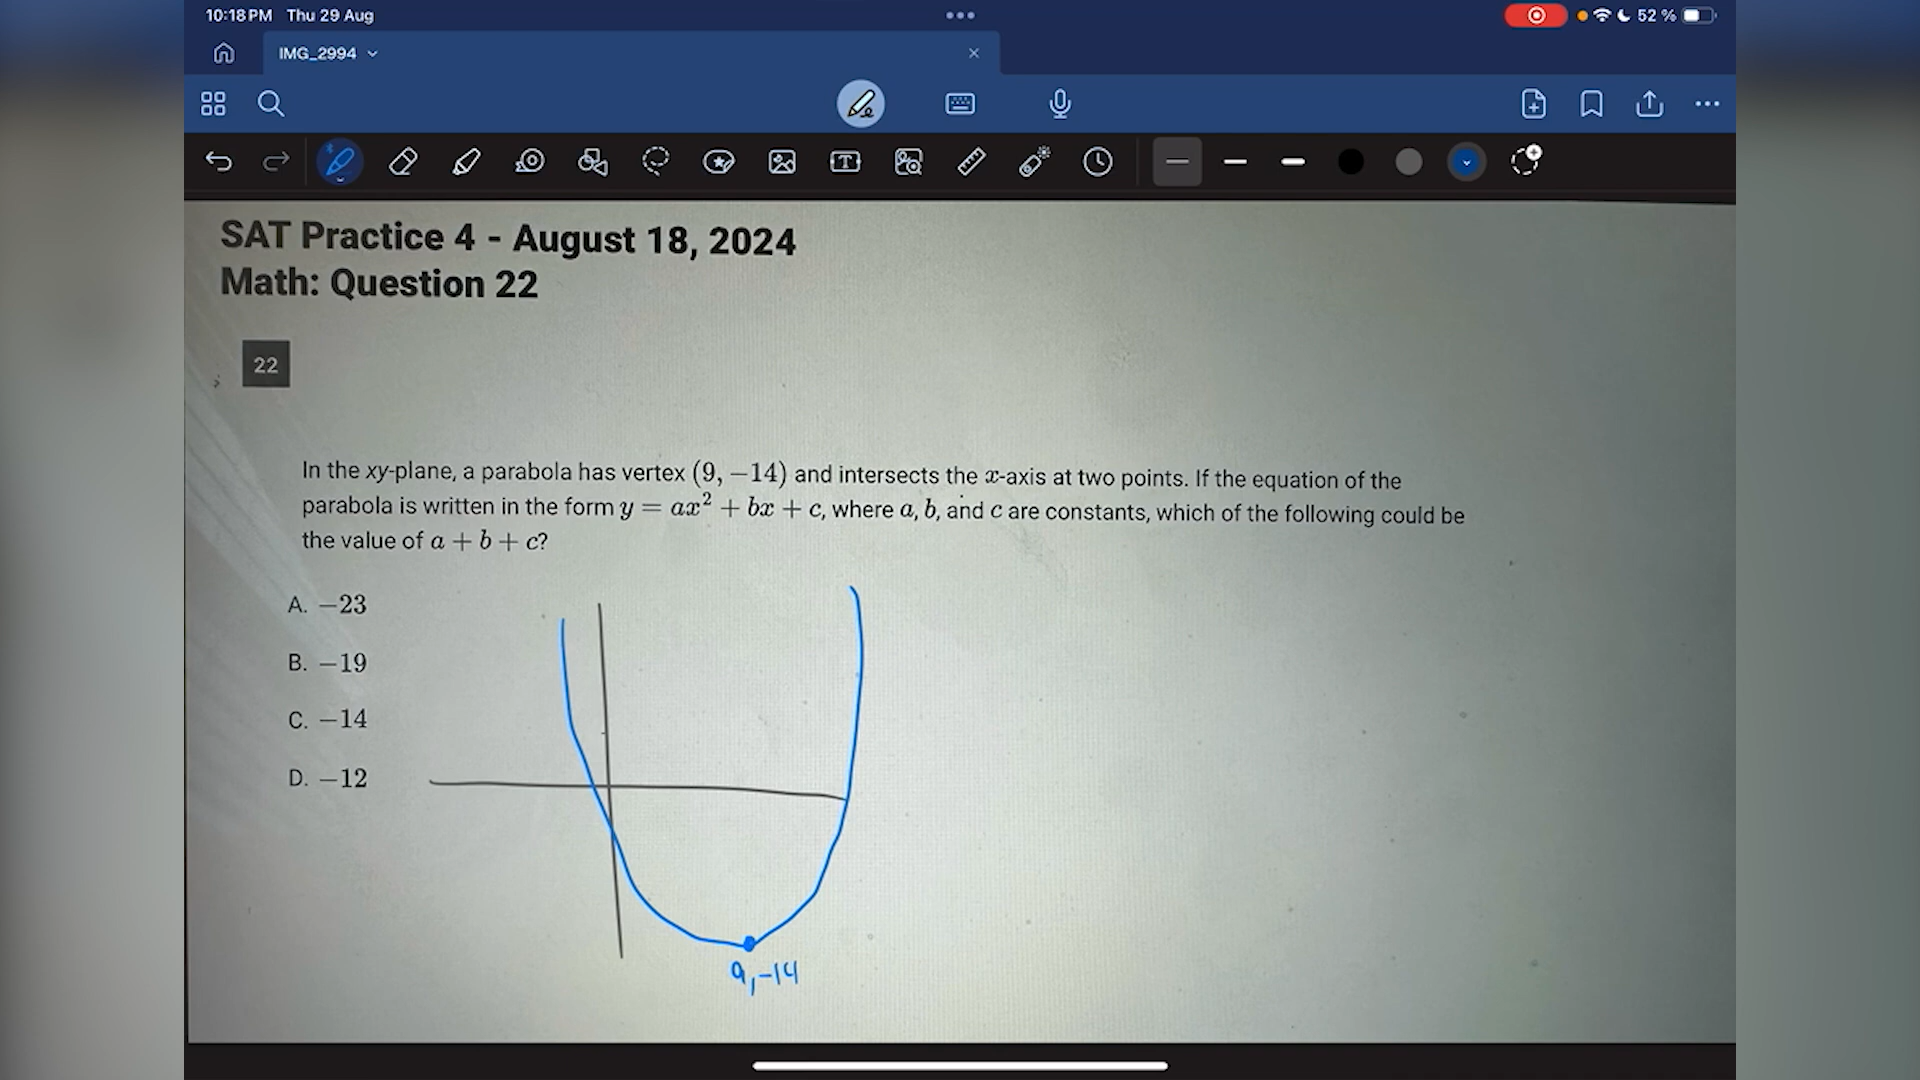 10:18 PM Thu 29 Aug
52 %
IMG_2994
SAT Practice 4 - August 18, 2024
Math: Question 22
22
In the xy-plane, a parabola has vertex (9, −14) and intersects the x-axis at two points. If the equation of the
parabola is written in the form y = ax² + bx + c, where a, b, and c are constants, which of the following could be
the value of a + b + c?
A. −23
B. −19
C. −14
D. −12
9,-14